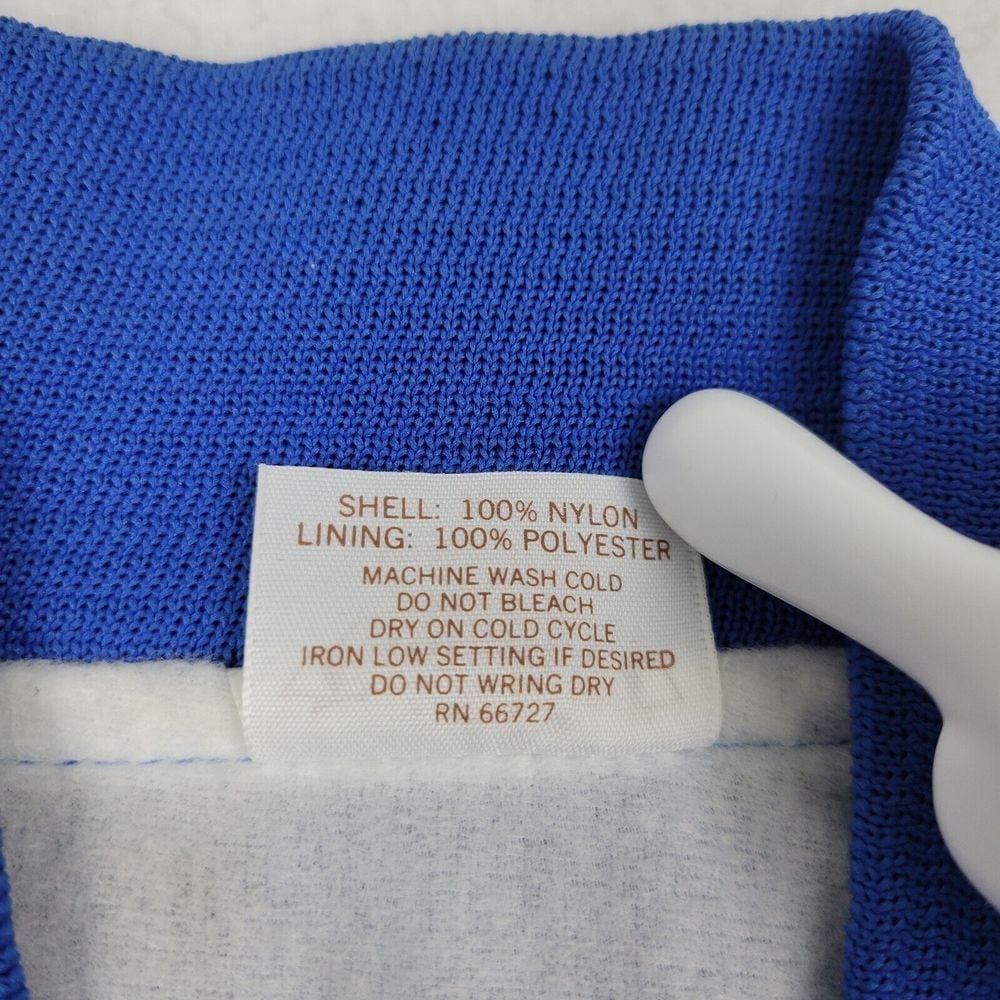 SHELL: 100% NYLON
LINING: 100% POLYESTER
MACHINE WASH COLD
DO NOT BLEACH
DRY ON COLD CYCLE
IRON LOW SETTING IF DESIRED
DO NOT WRING DRY
RN 66727